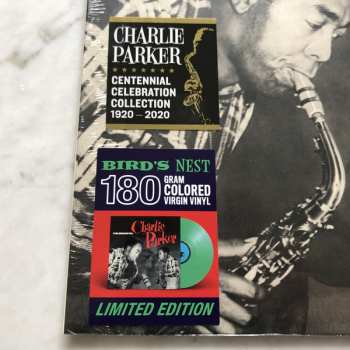 CHARLIE
PARKER
CENTENNIAL
CELEBRATION
COLLECTION
1920 – 2020
BIRD'S NEST
180 GRAM COLORED
VIRGIN VINYL
Charlie
Parker
LIMITED EDITION